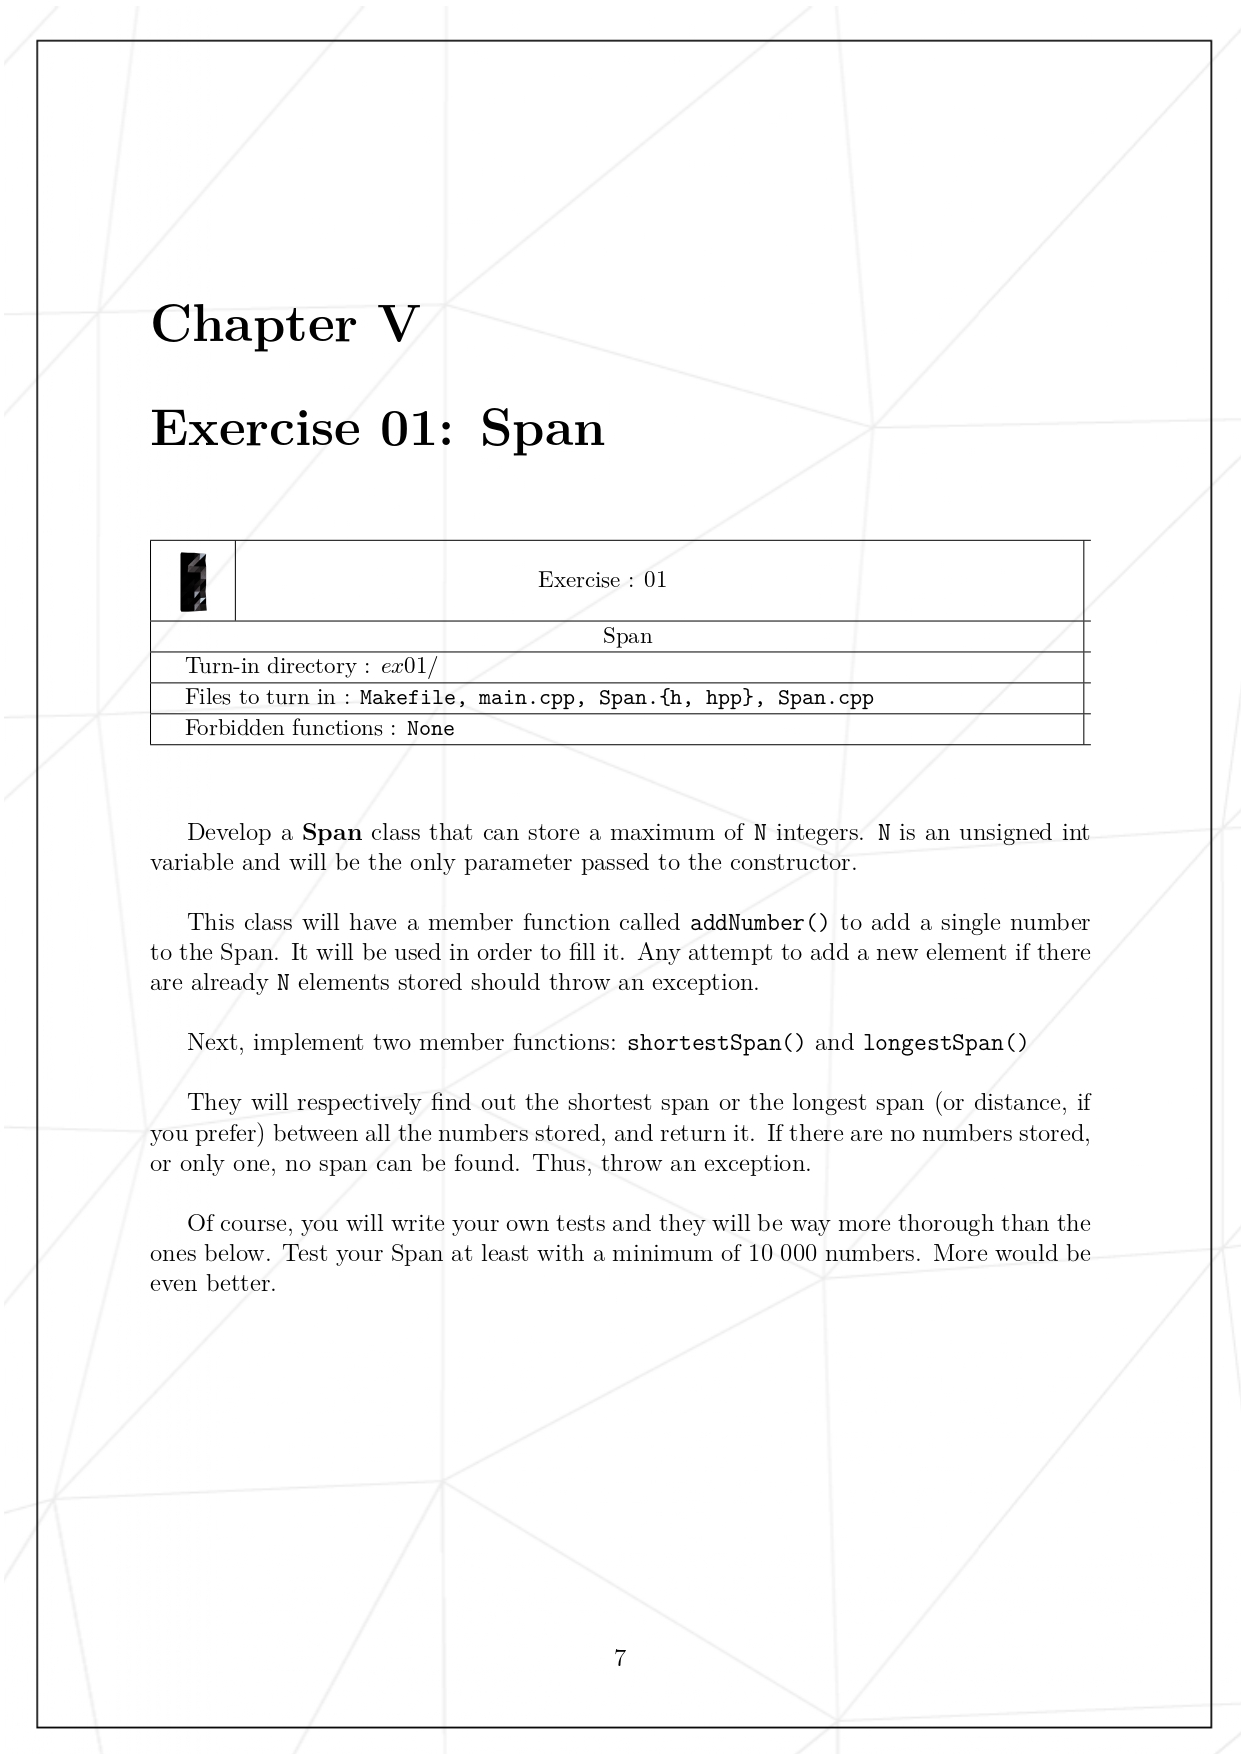 Chapter V
Exercise 01: Span
Exercise : 01
Span
Turn-in directory : ex01/
Files to turn in : Makefile, main.cpp, Span.{h, hpp}, Span.cpp
Forbidden functions : None
Develop a Span class that can store a maximum of N integers. N is an unsigned int
variable and will be the only parameter passed to the constructor.
This class will have a member function called addNumber() to add a single number
to the Span. It will be used in order to fill it. Any attempt to add a new element if there
are already N elements stored should throw an exception.
Next, implement two member functions: shortestSpan() and longestSpan()
They will respectively find out the shortest span or the longest span (or distance, if
you prefer) between all the numbers stored, and return it. If there are no numbers stored,
or only one, no span can be found. Thus, throw an exception.
Of course, you will write your own tests and they will be way more thorough than the
ones below. Test your Span at least with a minimum of 10 000 numbers. More would be
even better.
7